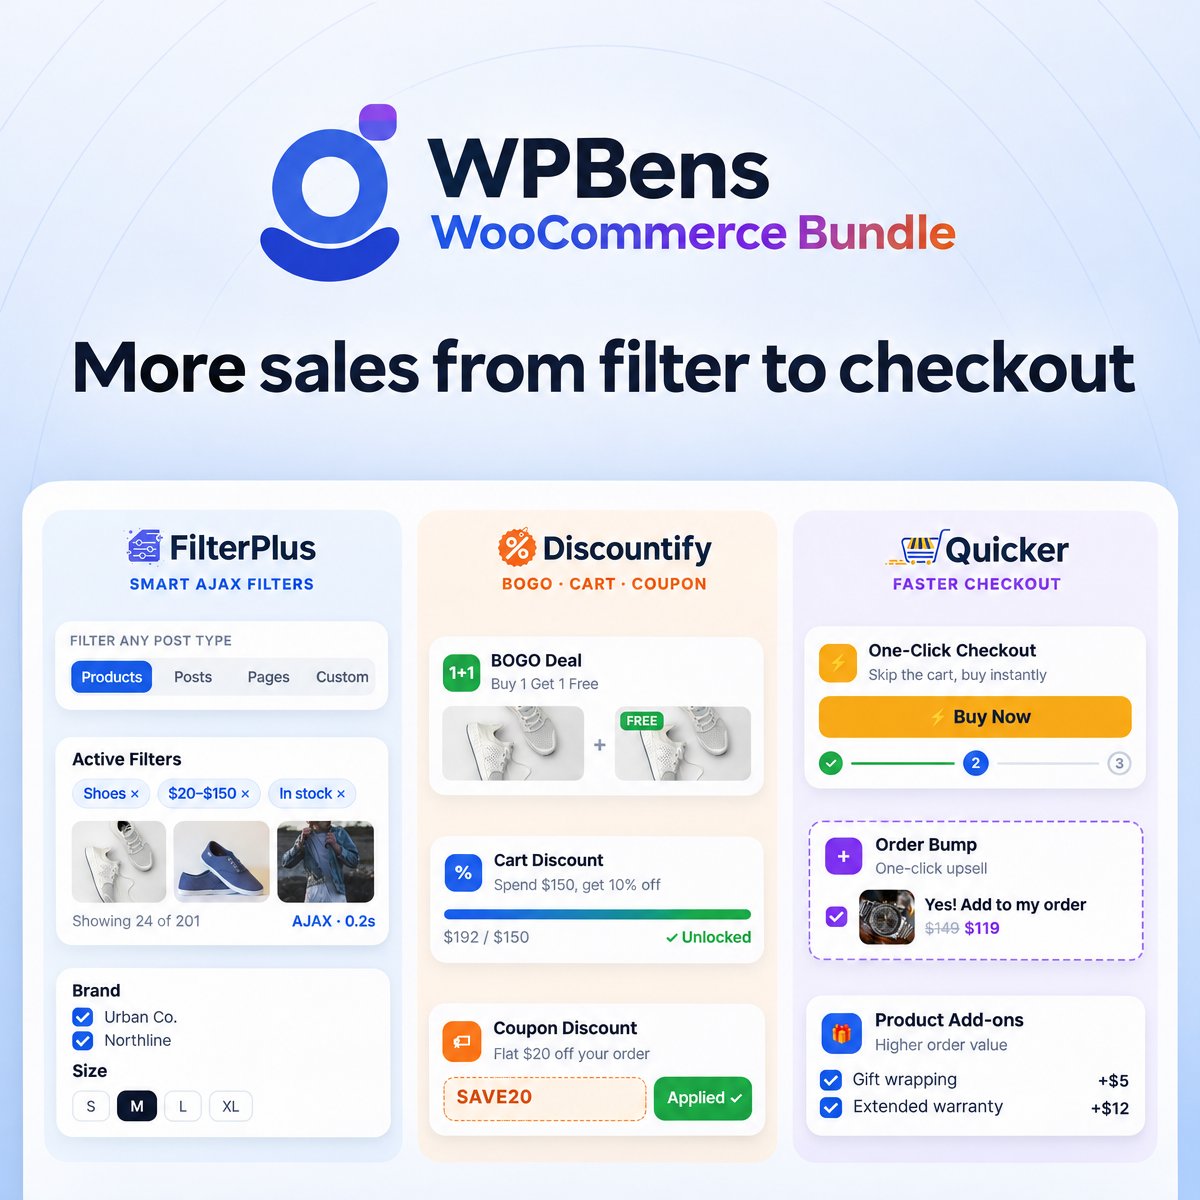 WPBens
WooCommerce Bundle
More sales from filter to checkout
FilterPlus
SMART AJAX FILTERS
FILTER ANY POST TYPE
Products Posts Pages Custom
Active Filters
Shoes × $20–$150 × In stock ×
Showing 24 of 201 AJAX · 0.2s
Brand
Urban Co.
Northline
Size
S M L XL
Discountify
BOGO · CART · COUPON
1+1 BOGO Deal
Buy 1 Get 1 Free
+ FREE
% Cart Discount
Spend $150, get 10% off
$192 / $150 ✓ Unlocked
Coupon Discount
Flat $20 off your order
SAVE20 Applied ✓
Quicker
FASTER CHECKOUT
One-Click Checkout
Skip the cart, buy instantly
⚡ Buy Now
✓ 2 3
+ Order Bump
One-click upsell
Yes! Add to my order
$149 $119
Product Add-ons
Higher order value
Gift wrapping +$5
Extended warranty +$12